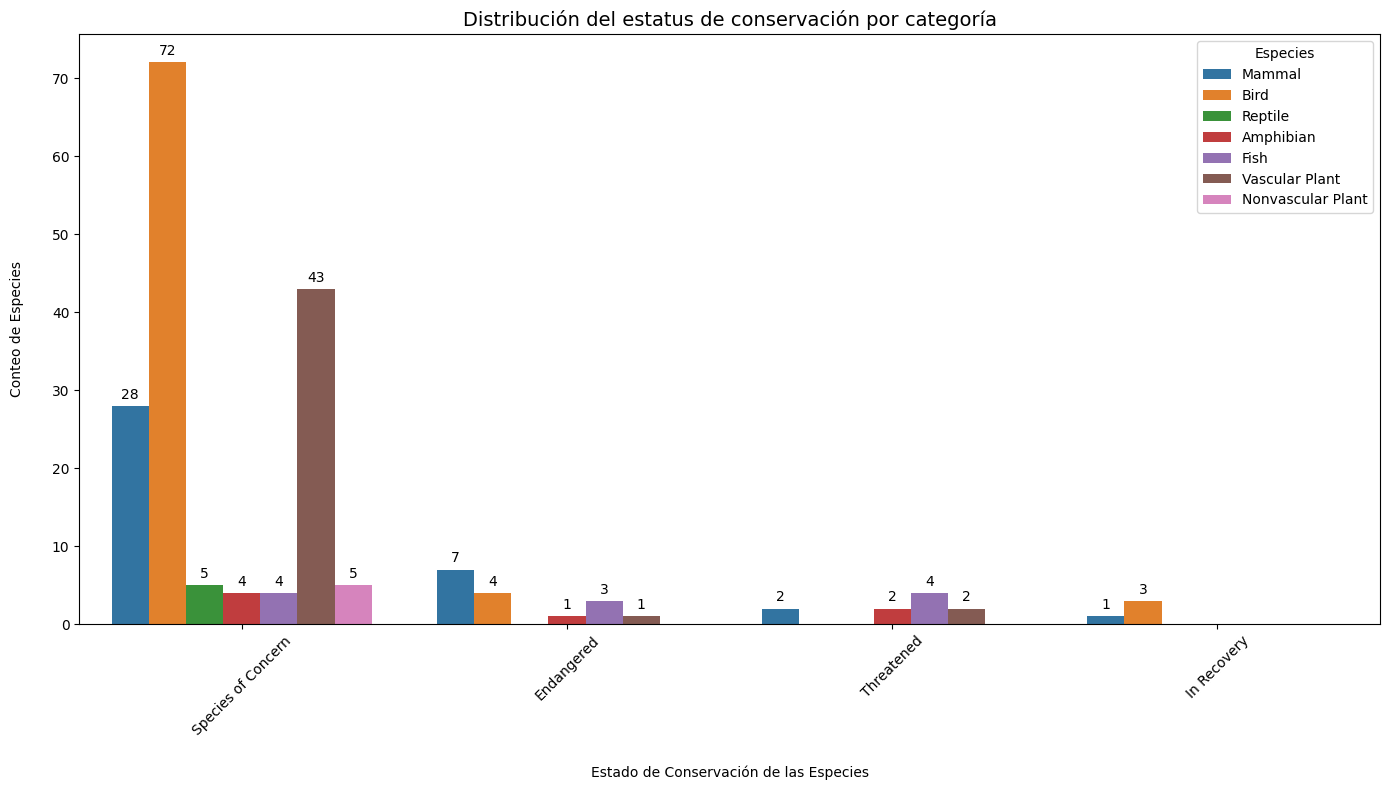 Distribución del estatus de conservación por categoría
Conteo de Especies
70
60
50
40
30
20
10
0
28
72
5
4
4
43
5
7
4
1
3
1
2
2
4
2
1
3
Especies
Mammal
Bird
Reptile
Amphibian
Fish
Vascular Plant
Nonvascular Plant
Species of Concern
Endangered
Threatened
In Recovery
Estado de Conservación de las Especies